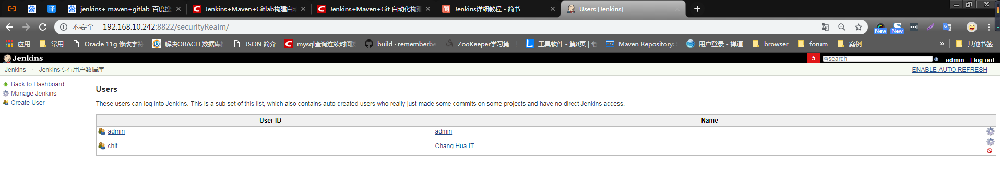 译 jenkins+ maven+gitlab_百度搜 Jenkins+Maven+Gitlab构建自动 Jenkins+Maven+Git 自动化构建 简 Jenkins详细教程 - 简书 Users [Jenkins]
不安全 192.168.10.242:8822/securityRealm/ New New
应用 常用 Oracle 11g 修改字符 解决ORACLE数据库 JSON 简介 mysql查询连续时间 build · rememberbe ZooKeeper学习第一 工具软件 - 第8页 | 老 Maven Repository: 用户登录 - 禅道 browser forum 案例 » 其他书签
Jenkins 5 search admin | log out
Jenkins Jenkins专有用户数据库 ENABLE AUTO REFRESH
Back to Dashboard
Manage Jenkins
Create User
Users
These users can log into Jenkins. This is a sub set of this list, which also contains auto-created users who really just made some commits on some projects and have no direct Jenkins access.
User ID Name
admin admin
chit Chang Hua IT